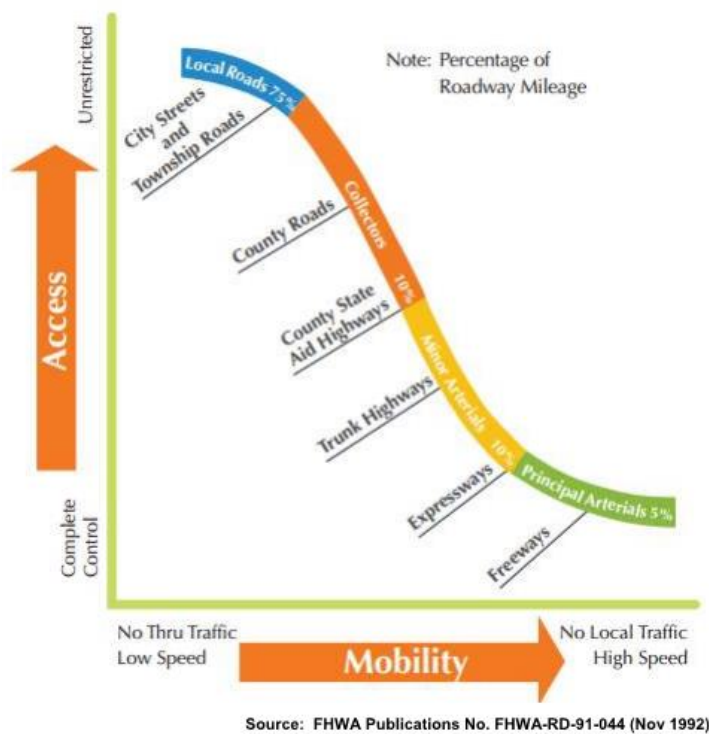 Unrestricted
Access
Complete
Control
Note: Percentage of
Roadway Mileage
Local Roads 75%
City Streets
and
Township Roads
Collectors 10%
County Roads
County State
Aid Highways
Minor Arterials 10%
Trunk Highways
Expressways
Principal Arterials 5%
Freeways
No Thru Traffic
Low Speed
Mobility
No Local Traffic
High Speed
Source: FHWA Publications No. FHWA-RD-91-044 (Nov 1992)